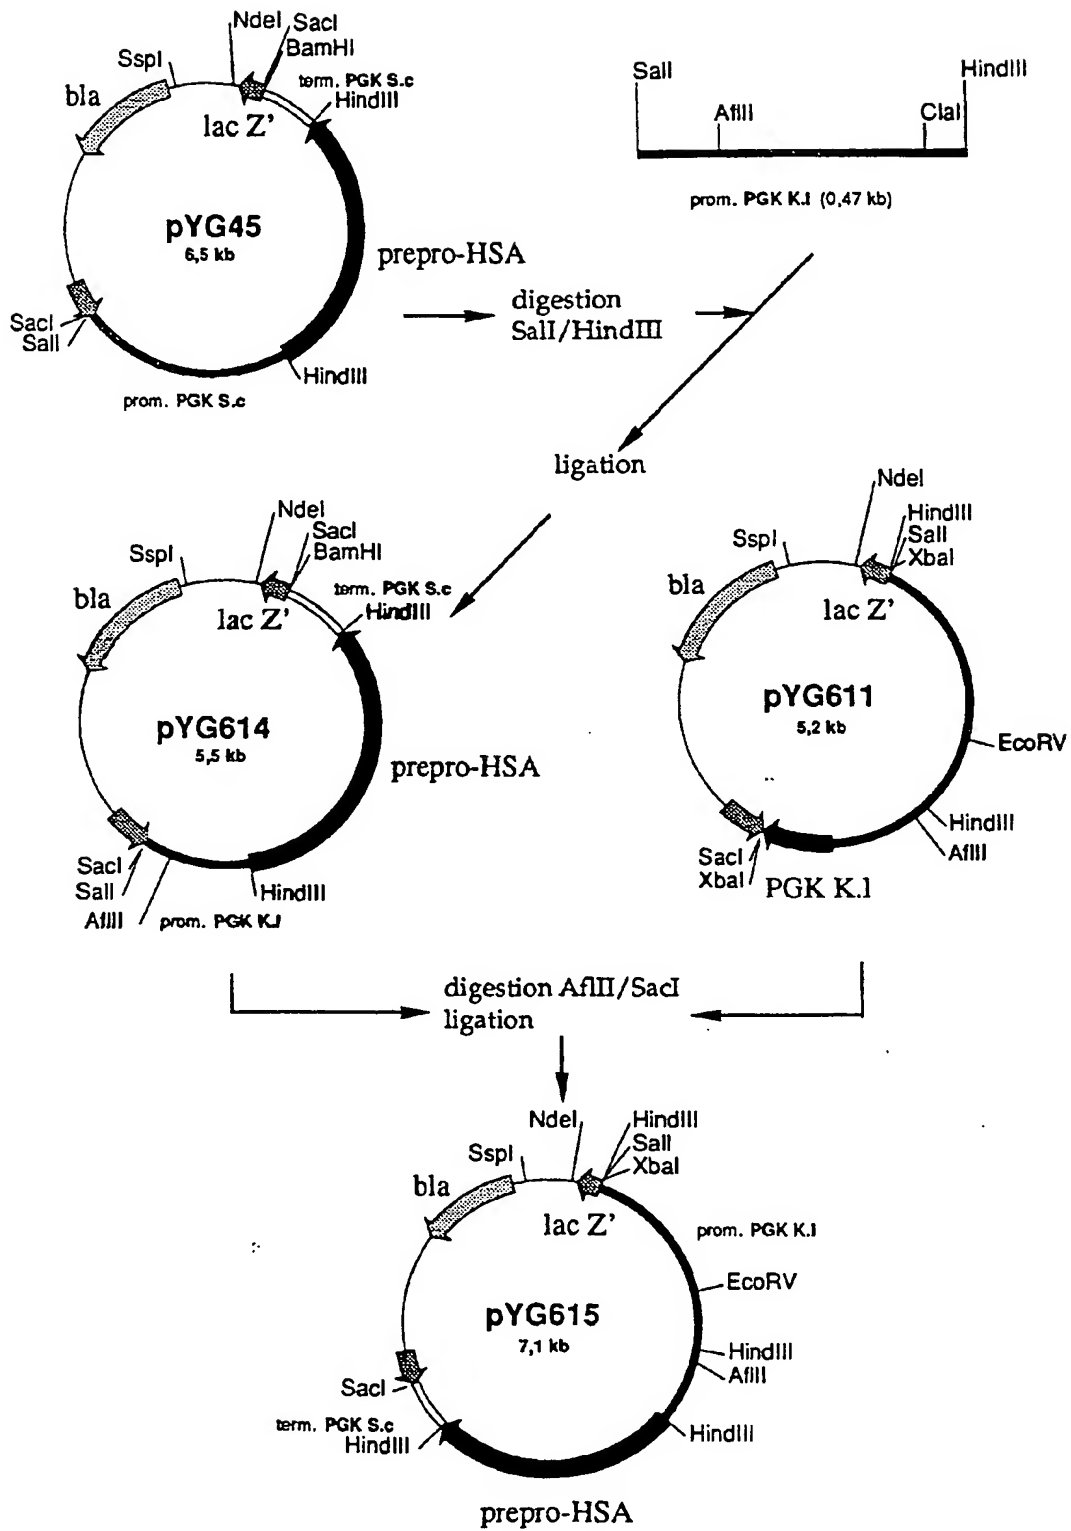 NdeI
SacI
BamHI
SspI
term. PGK S.c
HindIII
bla
lac Z'
pYG45
6,5 kb
prepro-HSA
SacI
SalI
HindIII
prom. PGK S.c
SalI
HindIII
AflII
ClaI
prom. PGK K.l (0,47 kb)
digestion
SalI/HindIII
ligation
NdeI
SacI
BamHI
SspI
term. PGK S.c
HindIII
bla
lac Z'
pYG614
5,5 kb
prepro-HSA
SacI
SalI
AflII
HindIII
prom. PGK K.l
NdeI
HindIII
SalI
XbaI
SspI
bla
lac Z'
pYG611
5,2 kb
EcoRV
HindIII
AflII
SacI
XbaI
PGK K.l
digestion AflII/SacI
ligation
NdeI
HindIII
SalI
XbaI
SspI
bla
lac Z'
prom. PGK K.l
EcoRV
pYG615
7,1 kb
HindIII
AflII
SacI
term. PGK S.c
HindIII
HindIII
prepro-HSA